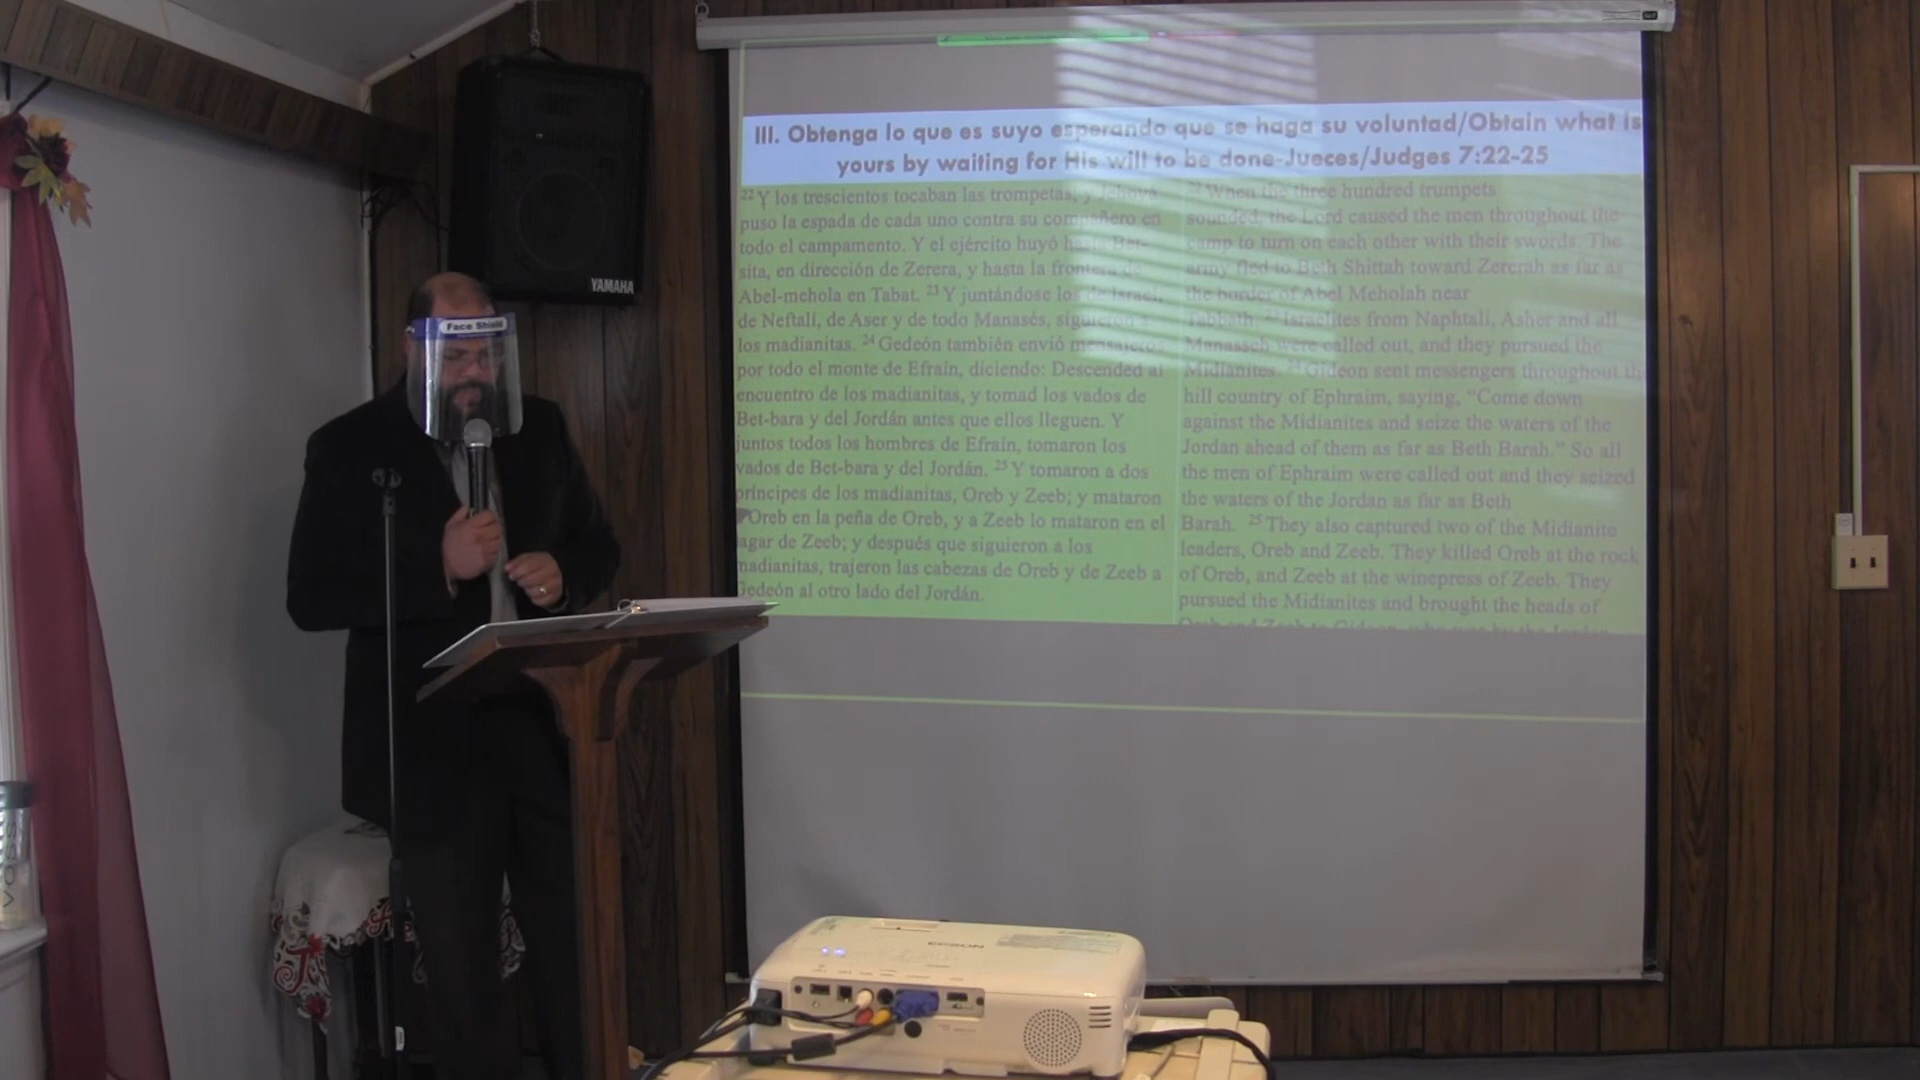 III. Obtenga lo que es suyo esperando que se haga su voluntad/Obtain what is
yours by waiting for His will to be done-Jueces/Judges 7:22-25
22 Y los trescientos tocaban las trompetas, y Jehová
puso la espada de cada uno contra su compañero en
todo el campamento. Y el ejército huyó hasta Bet-
sita, en dirección de Zerera, y hasta la frontera de
Abel-mehola en Tabat. 23 Y juntándose los de Israel,
de Neftalí, de Aser y de todo Manasés, siguieron a
los madianitas. 24 Gedeón también envió mensajeros
por todo el monte de Efraín, diciendo: Descended al
encuentro de los madianitas, y tomad los vados de
Bet-bara y del Jordán antes que ellos lleguen. Y
juntos todos los hombres de Efraín, tomaron los
vados de Bet-bara y del Jordán. 25 Y tomaron a dos
príncipes de los madianitas, Oreb y Zeeb; y mataron
Oreb en la peña de Oreb, y a Zeeb lo mataron en el
lagar de Zeeb; y después que siguieron a los
madianitas, trajeron las cabezas de Oreb y de Zeeb a
Gedeón al otro lado del Jordán.
22 When the three hundred trumpets
sounded, the Lord caused the men throughout the
camp to turn on each other with their swords. The
army fled to Beth Shittah toward Zererah as far as
the border of Abel Meholah near
Tabbath. 23 Israelites from Naphtali, Asher and all
Manasseh were called out, and they pursued the
Midianites. 24 Gideon sent messengers throughout the
hill country of Ephraim, saying, "Come down
against the Midianites and seize the waters of the
Jordan ahead of them as far as Beth Barah." So all
the men of Ephraim were called out and they seized
the waters of the Jordan as far as Beth
Barah. 25 They also captured two of the Midianite
leaders, Oreb and Zeeb. They killed Oreb at the rock
of Oreb, and Zeeb at the winepress of Zeeb. They
pursued the Midianites and brought the heads of
Oreb and Zeeb to Gideon, who was by the Jordan.
YAMAHA
Face Shield
EPSON
VOSS